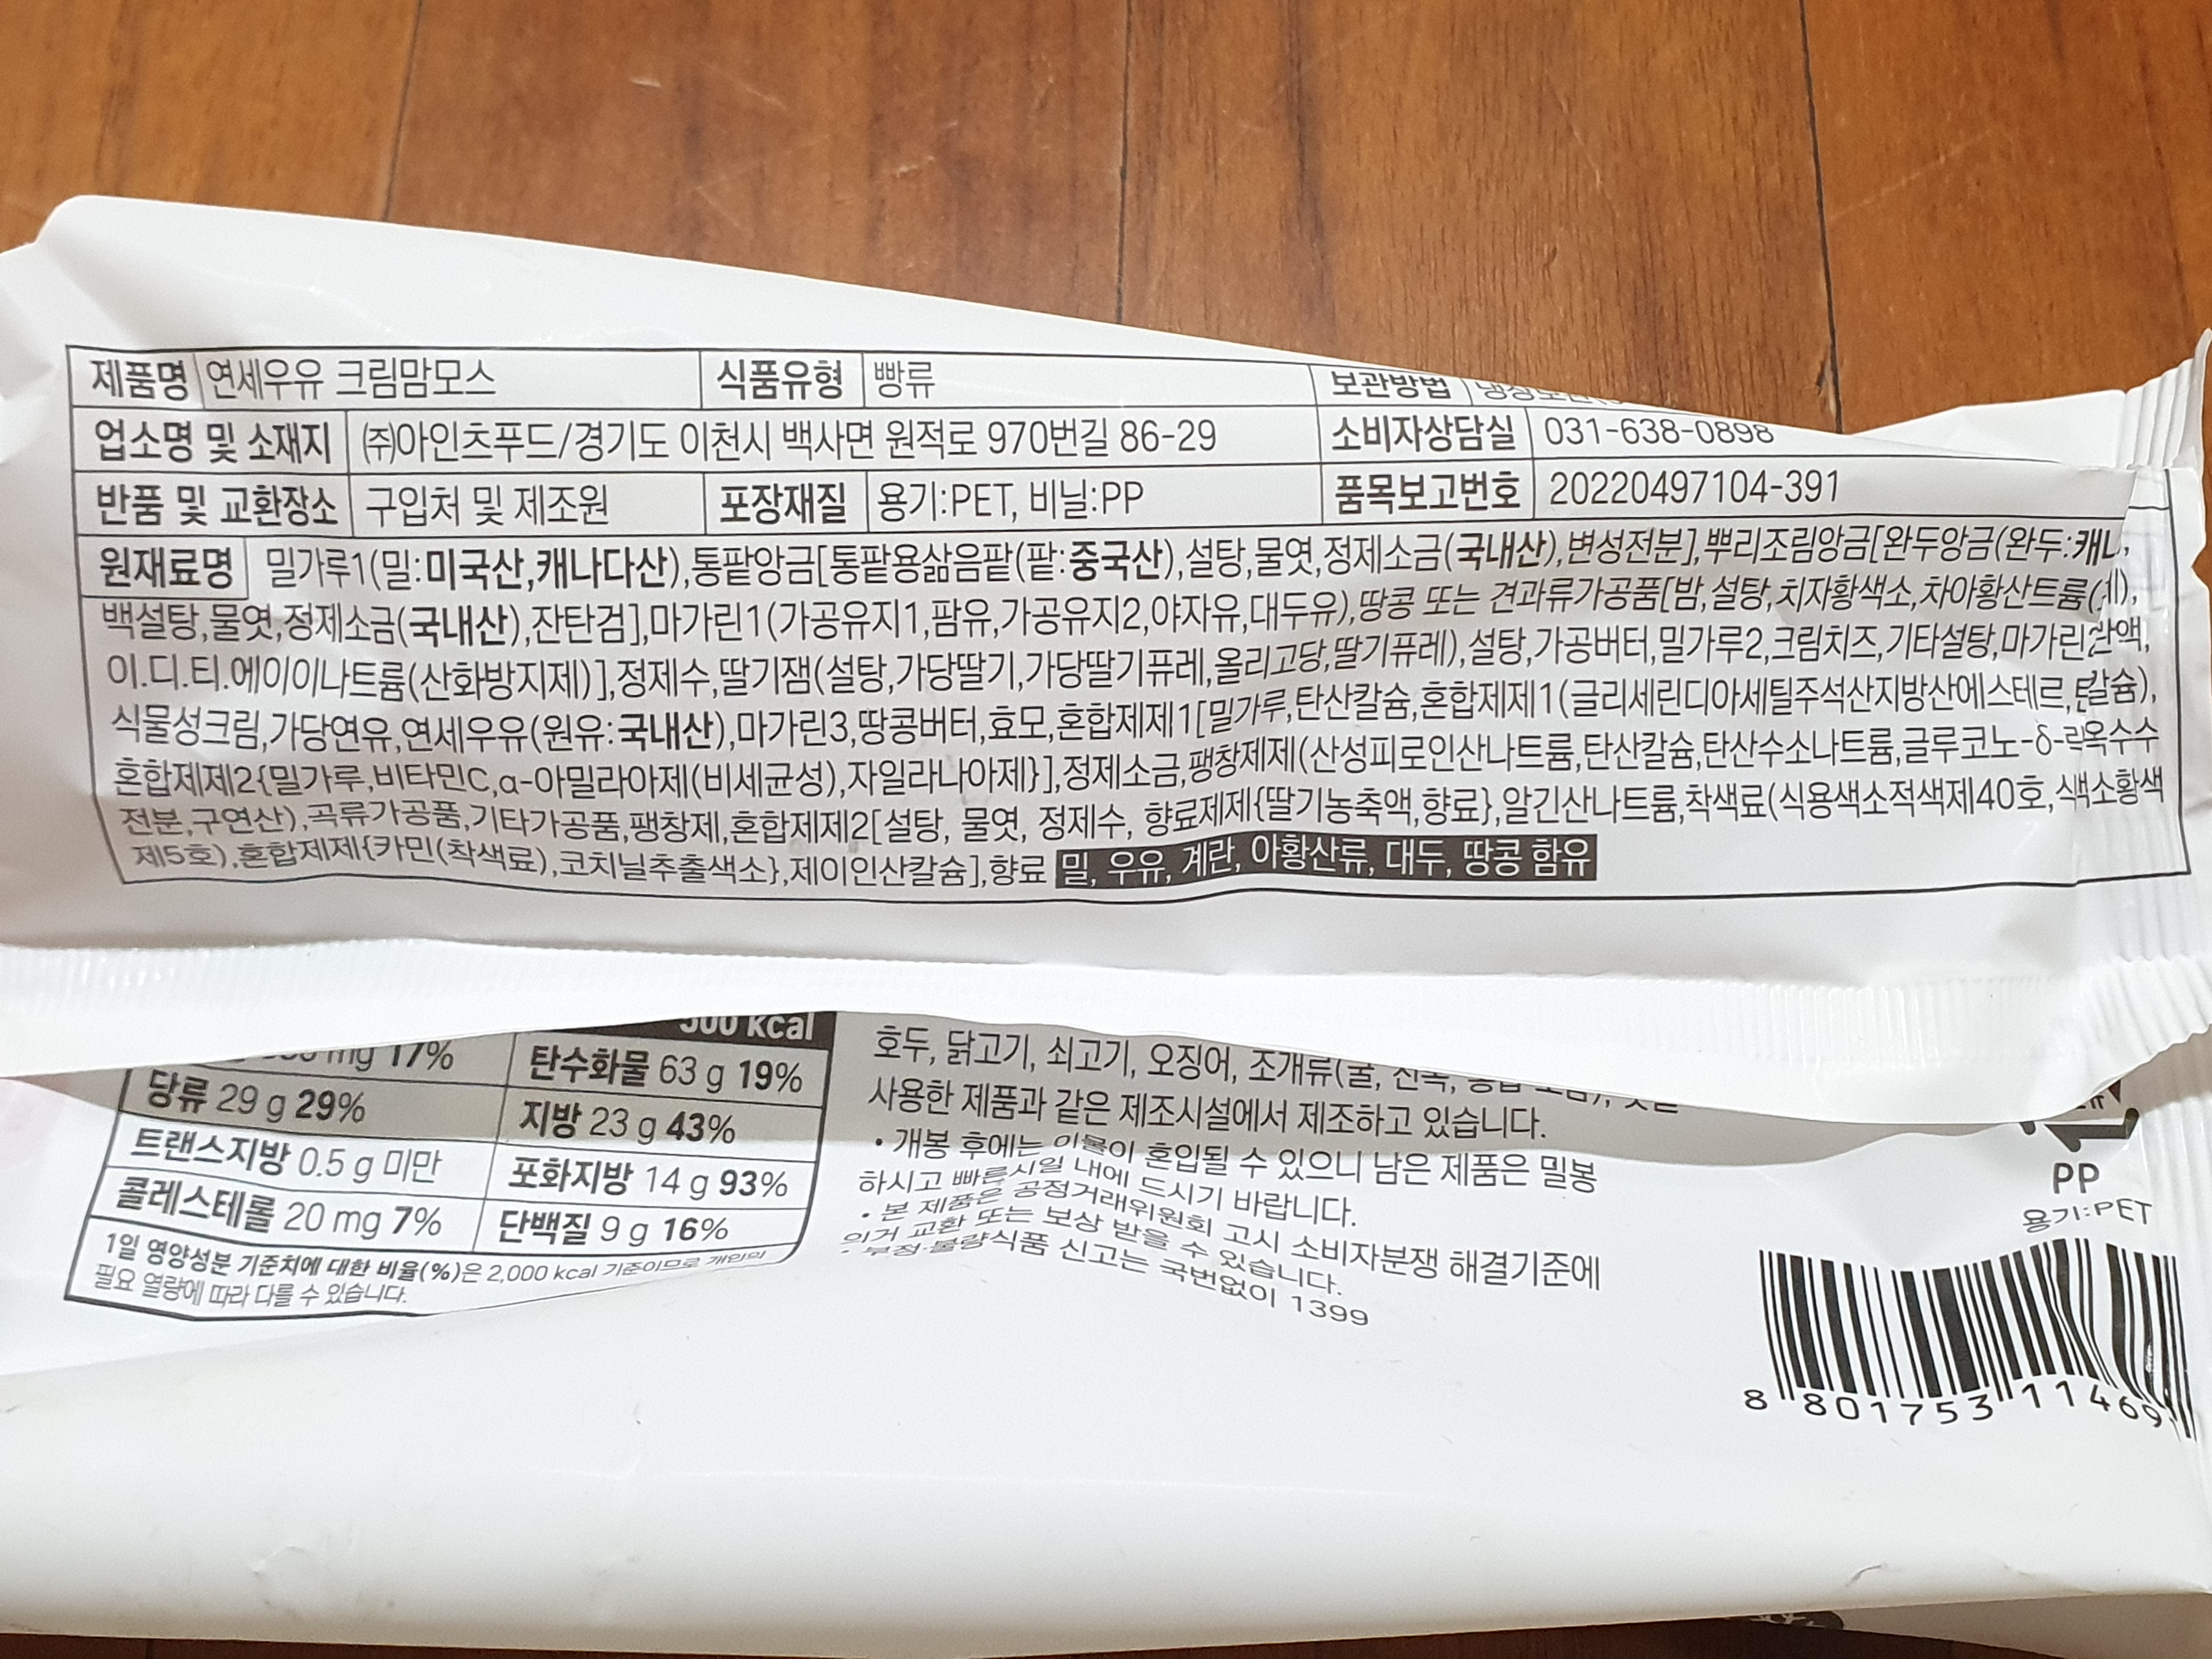 제품명 연세우유 크림맘모스 식품유형 빵류 보관방법
업소명 및 소재지 ㈜아인츠푸드/경기도 이천시 백사면 원적로 970번길 86-29 소비자상담실 031-638-0898
반품 및 교환장소 구입처 및 제조원 포장재질 용기:PET, 비닐:PP 품목보고번호 20220497104-391
원재료명 밀가루1(밀:미국산,캐나다산),통팥앙금[통팥용삶음팥(팥:중국산),설탕,물엿,정제소금(국내산),변성전분],뿌리조림앙금[완두앙금(완두:캐나
백설탕,물엿,정제소금(국내산),잔탄검],마가린1(가공유지1,팜유,가공유지2,야자유,대두유),땅콩 또는 견과류가공품[밤,설탕,치자황색소,차아황산트륨(
이.디.티.에이이나트륨(산화방지제)],정제수,딸기잼(설탕,가당딸기,가당딸기퓨레,올리고당,딸기퓨레),설탕,가공버터,밀가루2,크림치즈,기타설탕,마가린
식물성크림,가당연유,연세우유(원유:국내산),마가린3,땅콩버터,효모,혼합제제1[밀가루,탄산칼슘,혼합제제1(글리세린디아세틸주석산지방산에스테르, 칼슘),
혼합제제2{밀가루,비타민C,α-아밀라아제(비세균성),자일라나아제}],정제소금,팽창제제(산성피로인산나트륨,탄산칼슘,탄산수소나트륨,글루코노-δ- 옥수수
전분,구연산),곡류가공품,기타가공품,팽창제,혼합제제2[설탕, 물엿, 정제수, 향료제제{딸기농축액,향료},알긴산나트륨,착색료(식용색소적색제40호, 색소황색
제5호),혼합제제{카민(착색료),코치닐추출색소},제이인산칼슘],향료 밀, 우유, 계란, 아황산류, 대두, 땅콩 함유
kcal
mg 17% 탄수화물 63 g 19%
당류 29 g 29% 지방 23 g 43%
트랜스지방 0.5 g 미만 포화지방 14 g 93%
콜레스테롤 20 mg 7% 단백질 9 g 16%
1일 영양성분 기준치에 대한 비율(%)은 2,000 kcal 기준이므로 개인의
필요 열량에 따라 다를 수 있습니다.
호두, 닭고기, 쇠고기, 오징어, 조개류(굴, 전복,
사용한 제품과 같은 제조시설에서 제조하고 있습니다.
• 개봉 후에는 이물이 혼입될 수 있으니 남은 제품은 밀봉
하시고 빠른시일 내에 드시기 바랍니다.
• 본 제품은 공정거래위원회 고시 소비자분쟁 해결기준에
의거 교환 또는 보상 받을 수 있습니다.
• 부정·불량식품 신고는 국번없이 1399
PP
용기:PET
8 801753 11469